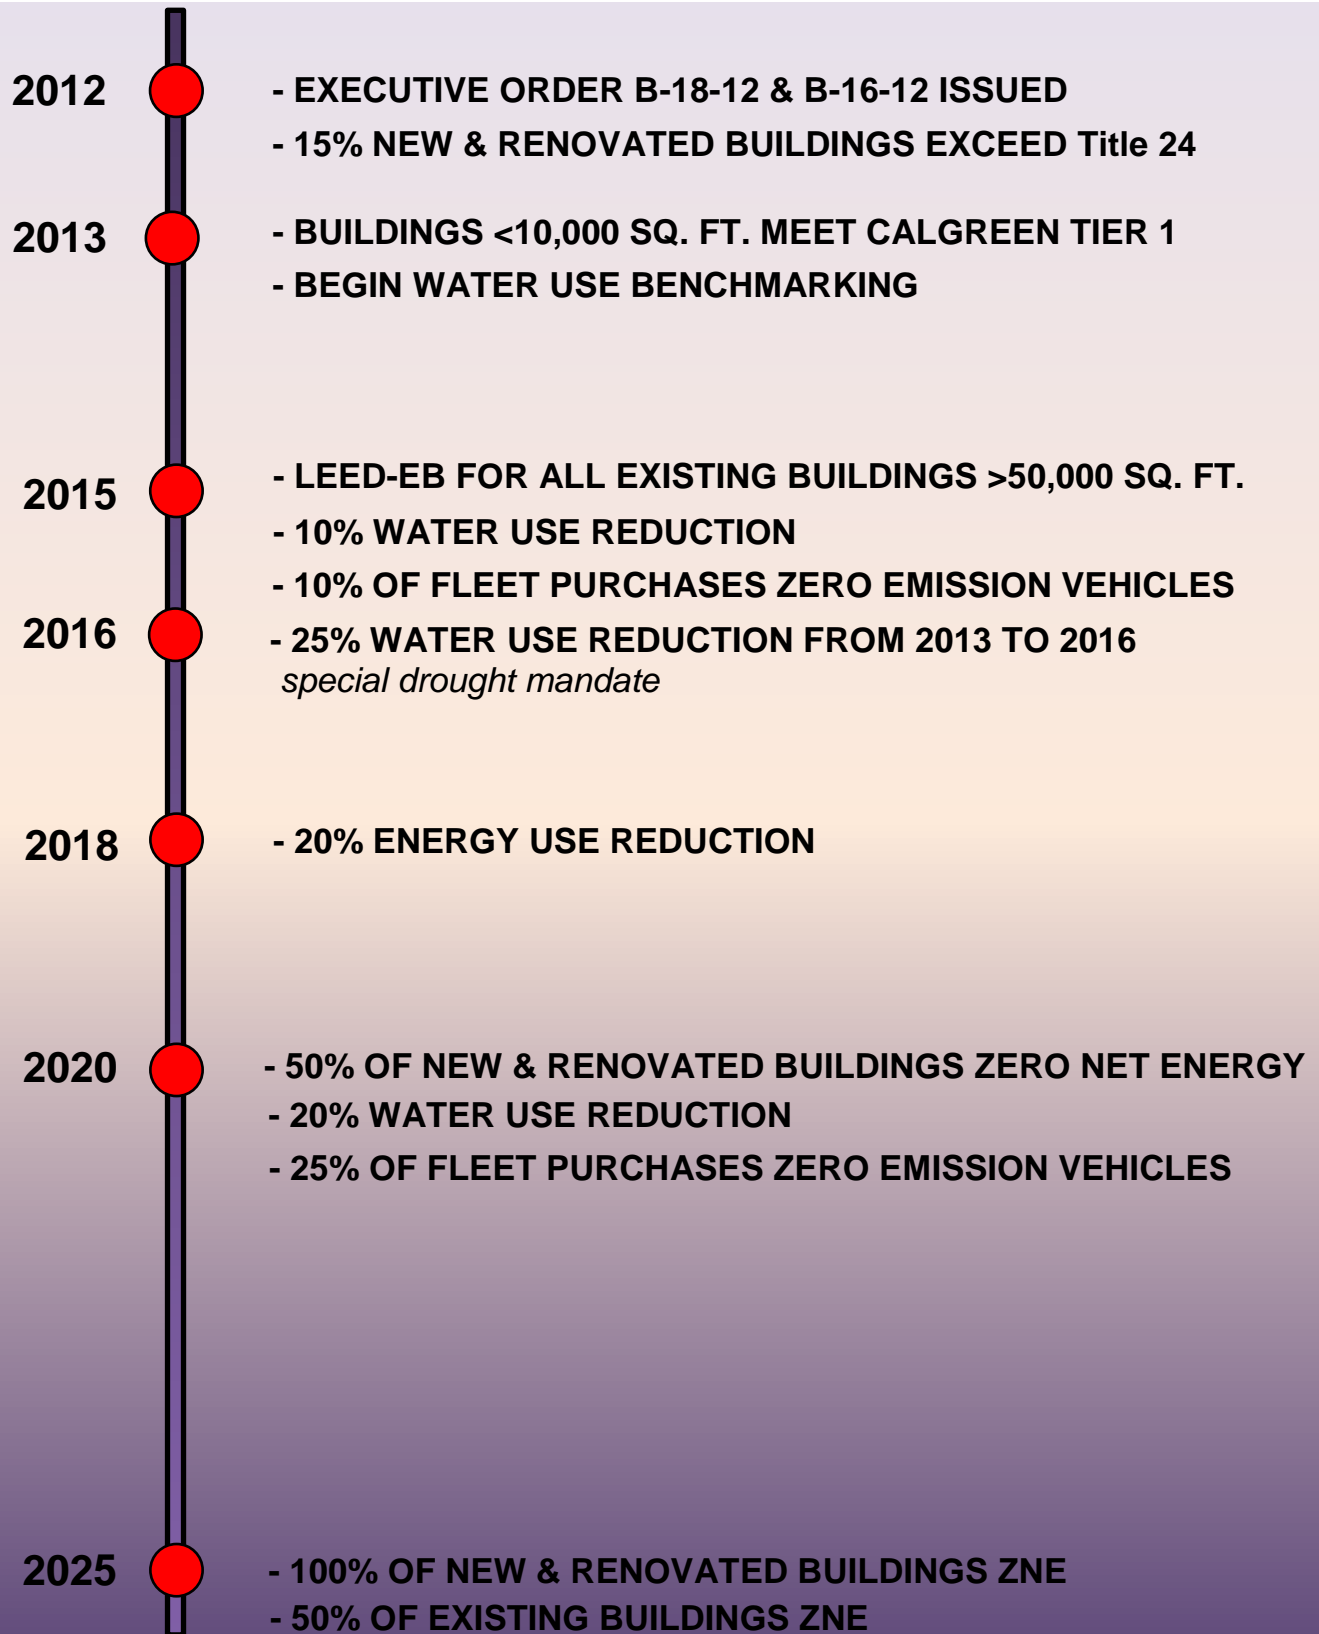 2012
- EXECUTIVE ORDER B-18-12 & B-16-12 ISSUED
- 15% NEW & RENOVATED BUILDINGS EXCEED Title 24
2013
- BUILDINGS <10,000 SQ. FT. MEET CALGREEN TIER 1
- BEGIN WATER USE BENCHMARKING
2015
- LEED-EB FOR ALL EXISTING BUILDINGS >50,000 SQ. FT.
- 10% WATER USE REDUCTION
- 10% OF FLEET PURCHASES ZERO EMISSION VEHICLES
2016
- 25% WATER USE REDUCTION FROM 2013 TO 2016
special drought mandate
2018
- 20% ENERGY USE REDUCTION
2020
- 50% OF NEW & RENOVATED BUILDINGS ZERO NET ENERGY
- 20% WATER USE REDUCTION
- 25% OF FLEET PURCHASES ZERO EMISSION VEHICLES
2025
- 100% OF NEW & RENOVATED BUILDINGS ZNE
- 50% OF EXISTING BUILDINGS ZNE